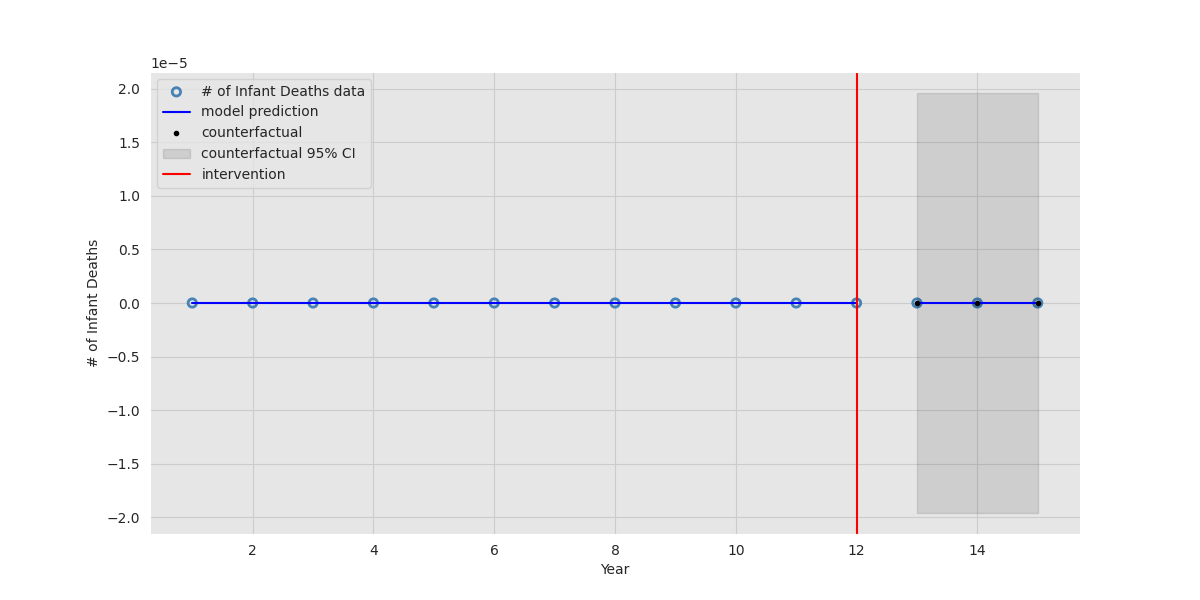 1e−5
2.0
1.5
1.0
0.5
0.0
−0.5
−1.0
−1.5
−2.0
# of Infant Deaths
# of Infant Deaths data
model prediction
counterfactual
counterfactual 95% CI
intervention
2 4 6 8 10 12 14
Year